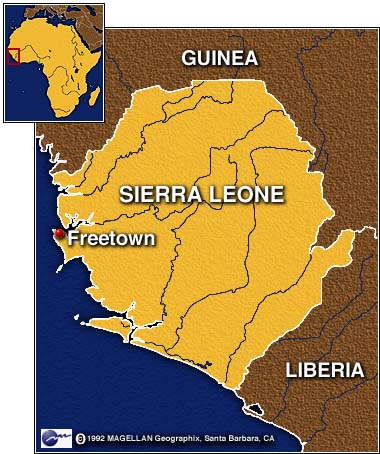 GUINEA
SIERRA LEONE
Freetown
LIBERIA
© 1992 MAGELLAN Geographix, Santa Barbara, CA